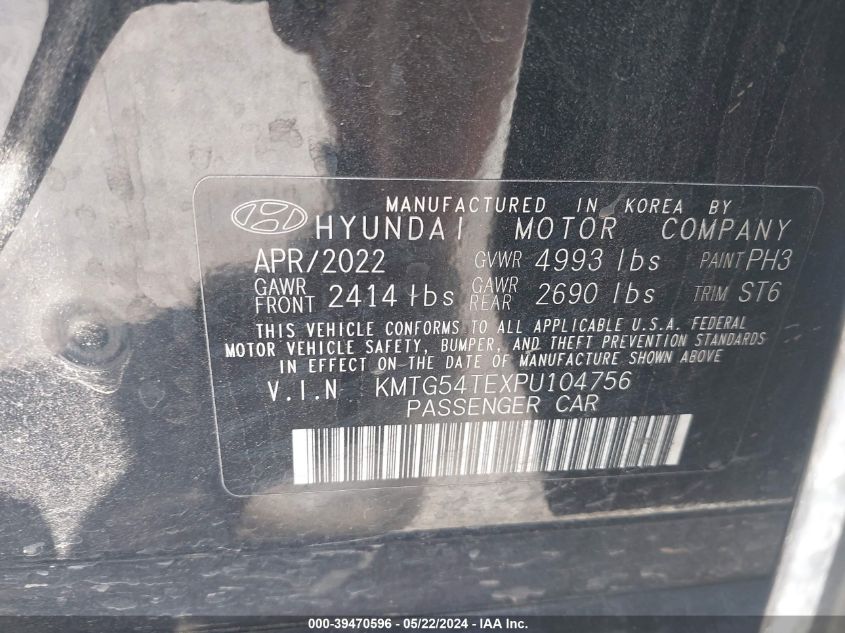 MANUFACTURED IN KOREA BY
HYUNDAI MOTOR COMPANY
APR/2022 GVWR 4993 lbs PAINT PH3
GAWR FRONT 2414 lbs GAWR REAR 2690 lbs TRIM ST6
THIS VEHICLE CONFORMS TO ALL APPLICABLE U.S.A. FEDERAL
MOTOR VEHICLE SAFETY, BUMPER, AND THEFT PREVENTION STANDARDS
IN EFFECT ON THE DATE OF MANUFACTURE SHOWN ABOVE
V.I.N KMTG54TEXPU104756
PASSENGER CAR
000-39470596 - 05/22/2024 - IAA Inc.